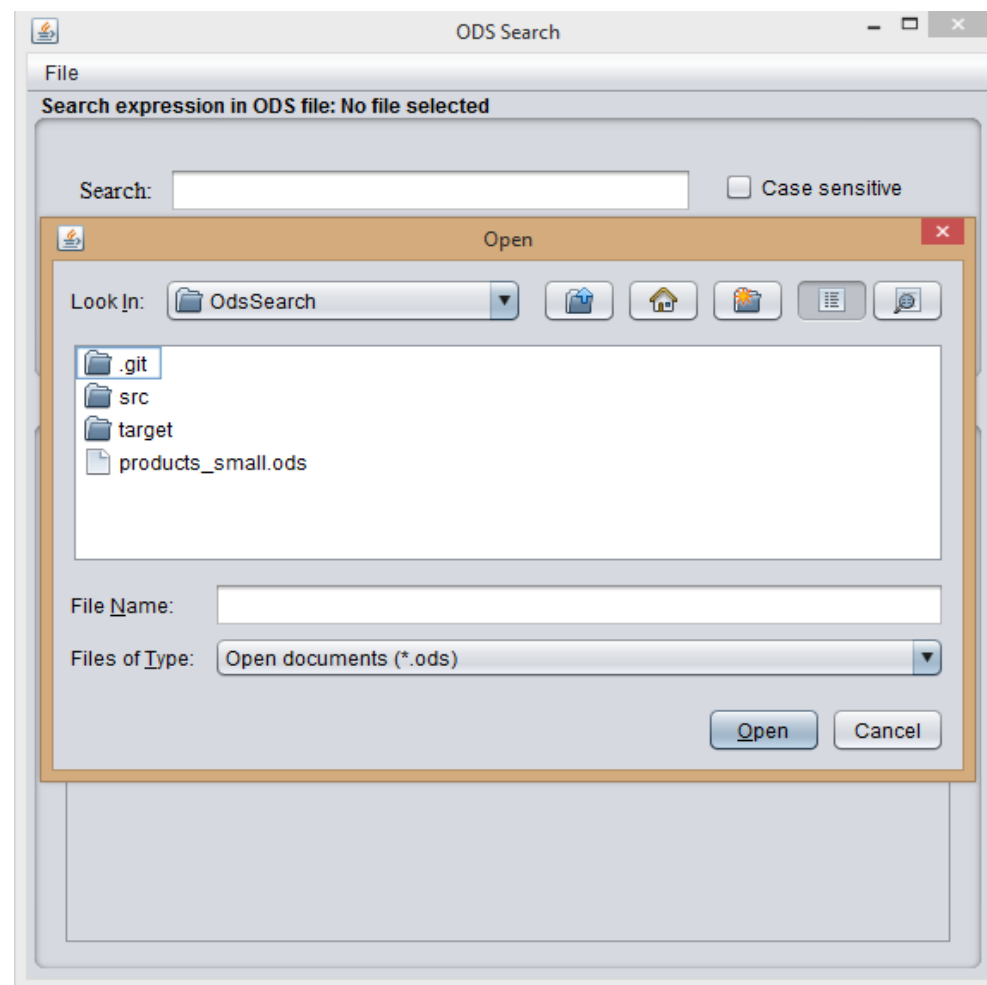 ODS Search
File
Search expression in ODS file: No file selected
Search:
Case sensitive
Open
Look In:
OdsSearch
.git
src
target
products_small.ods
File Name:
Files of Type:
Open documents (*.ods)
Open
Cancel